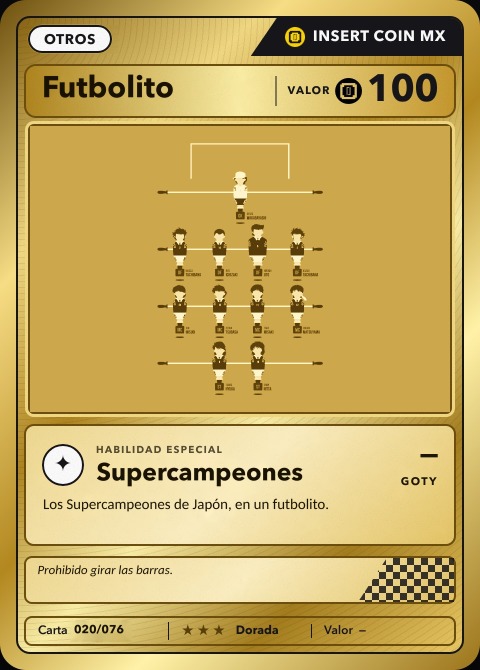 OTROS
INSERT COIN MX
Futbolito
VALOR 100
HABILIDAD ESPECIAL
Supercampeones
–
GOTY
Los Supercampeones de Japón, en un futbolito.
Prohibido girar las barras.
Carta 020/076 ★ ★ ★ Dorada Valor –